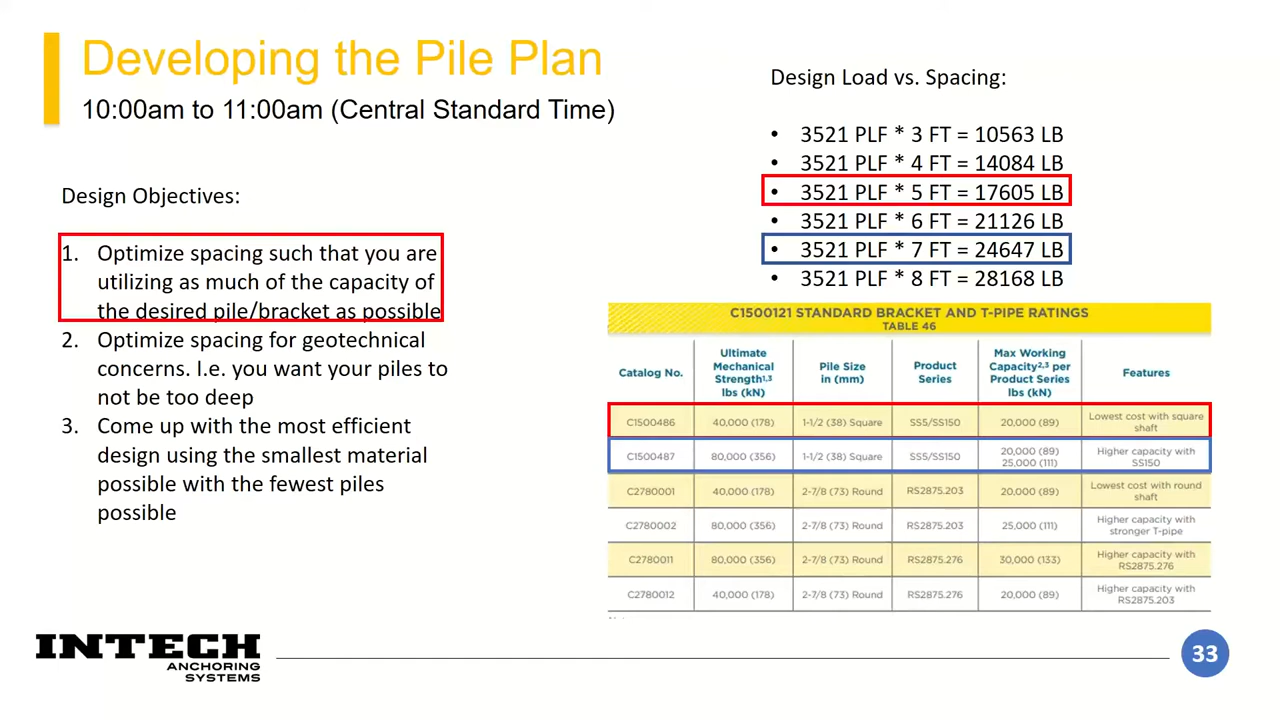 Developing the Pile Plan
10:00am to 11:00am (Central Standard Time)
Design Objectives:
1. Optimize spacing such that you are
utilizing as much of the capacity of
the desired pile/bracket as possible
2. Optimize spacing for geotechnical
concerns. I.e. you want your piles to
not be too deep
3. Come up with the most efficient
design using the smallest material
possible with the fewest piles
possible
Design Load vs. Spacing:
• 3521 PLF * 3 FT = 10563 LB
• 3521 PLF * 4 FT = 14084 LB
• 3521 PLF * 5 FT = 17605 LB
• 3521 PLF * 6 FT = 21126 LB
• 3521 PLF * 7 FT = 24647 LB
• 3521 PLF * 8 FT = 28168 LB
C1500121 STANDARD BRACKET AND T-PIPE RATINGS
TABLE 46
Catalog No. Ultimate Mechanical Strength1,3 lbs (kN) Pile Size in (mm) Product Series Max Working Capacity2,3 per Product Series lbs (kN) Features
C1500486 40,000 (178) 1-1/2 (38) Square SS5/SS150 20,000 (89) Lowest cost with square shaft
C1500487 80,000 (356) 1-1/2 (38) Square SS5/SS150 20,000 (89) 25,000 (111) Higher capacity with SS150
C2780001 40,000 (178) 2-7/8 (73) Round RS2875.203 20,000 (89) Lowest cost with round shaft
C2780002 80,000 (356) 2-7/8 (73) Round RS2875.203 25,000 (111) Higher capacity with stronger T-pipe
C2780011 80,000 (356) 2-7/8 (73) Round RS2875.276 30,000 (133) Higher capacity with RS2875.276
C2780012 40,000 (178) 2-7/8 (73) Round RS2875.276 20,000 (89) Higher capacity with RS2875.203
INTECH
ANCHORING
SYSTEMS
33